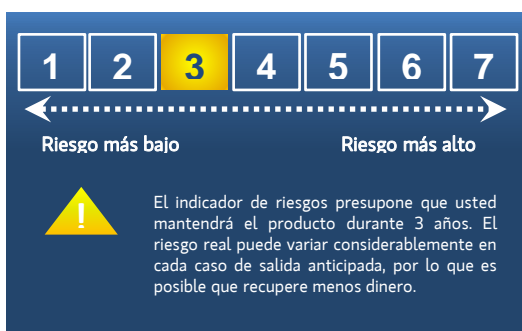 1 2 3 4 5 6 7
Riesgo más bajo Riesgo más alto
!
El indicador de riesgos presupone que usted
mantendrá el producto durante 3 años. El
riesgo real puede variar considerablemente en
cada caso de salida anticipada, por lo que es
posible que recupere menos dinero.